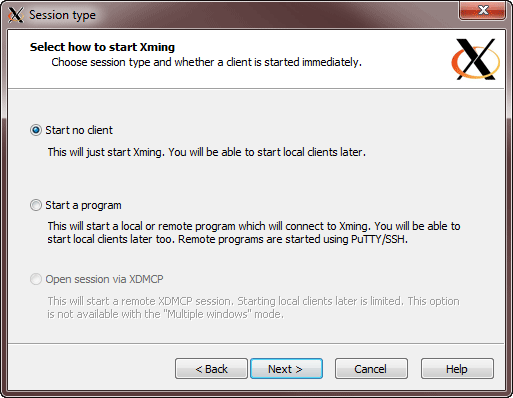 Session type
Select how to start Xming
Choose session type and whether a client is started immediately.
Start no client
This will just start Xming. You will be able to start local clients later.
Start a program
This will start a local or remote program which will connect to Xming. You will be able to
start local clients later too. Remote programs are started using PuTTY/SSH.
Open session via XDMCP
This will start a remote XDMCP session. Starting local clients later is limited. This option
is not available with the "Multiple windows" mode.
< Back
Next >
Cancel
Help